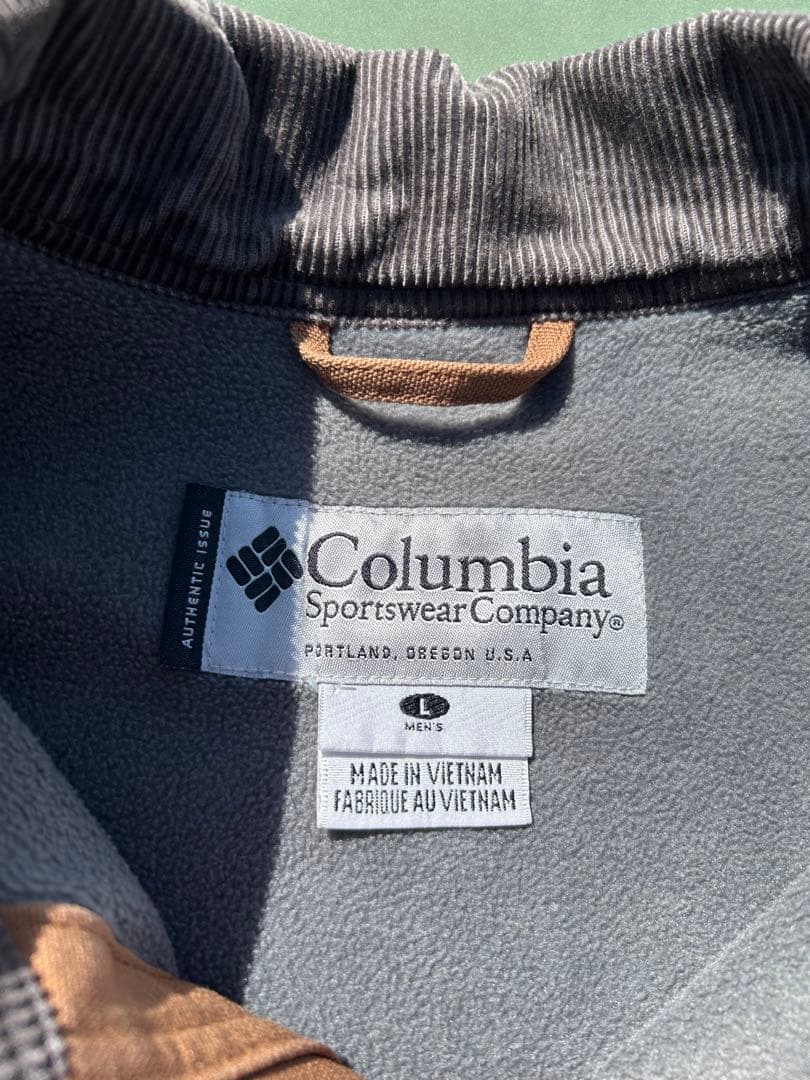 AUTHENTIC ISSUE
Columbia
Sportswear Company®
PORTLAND, OREGON U.S.A
L
MEN'S
MADE IN VIETNAM
FABRIQUE AU VIETNAM